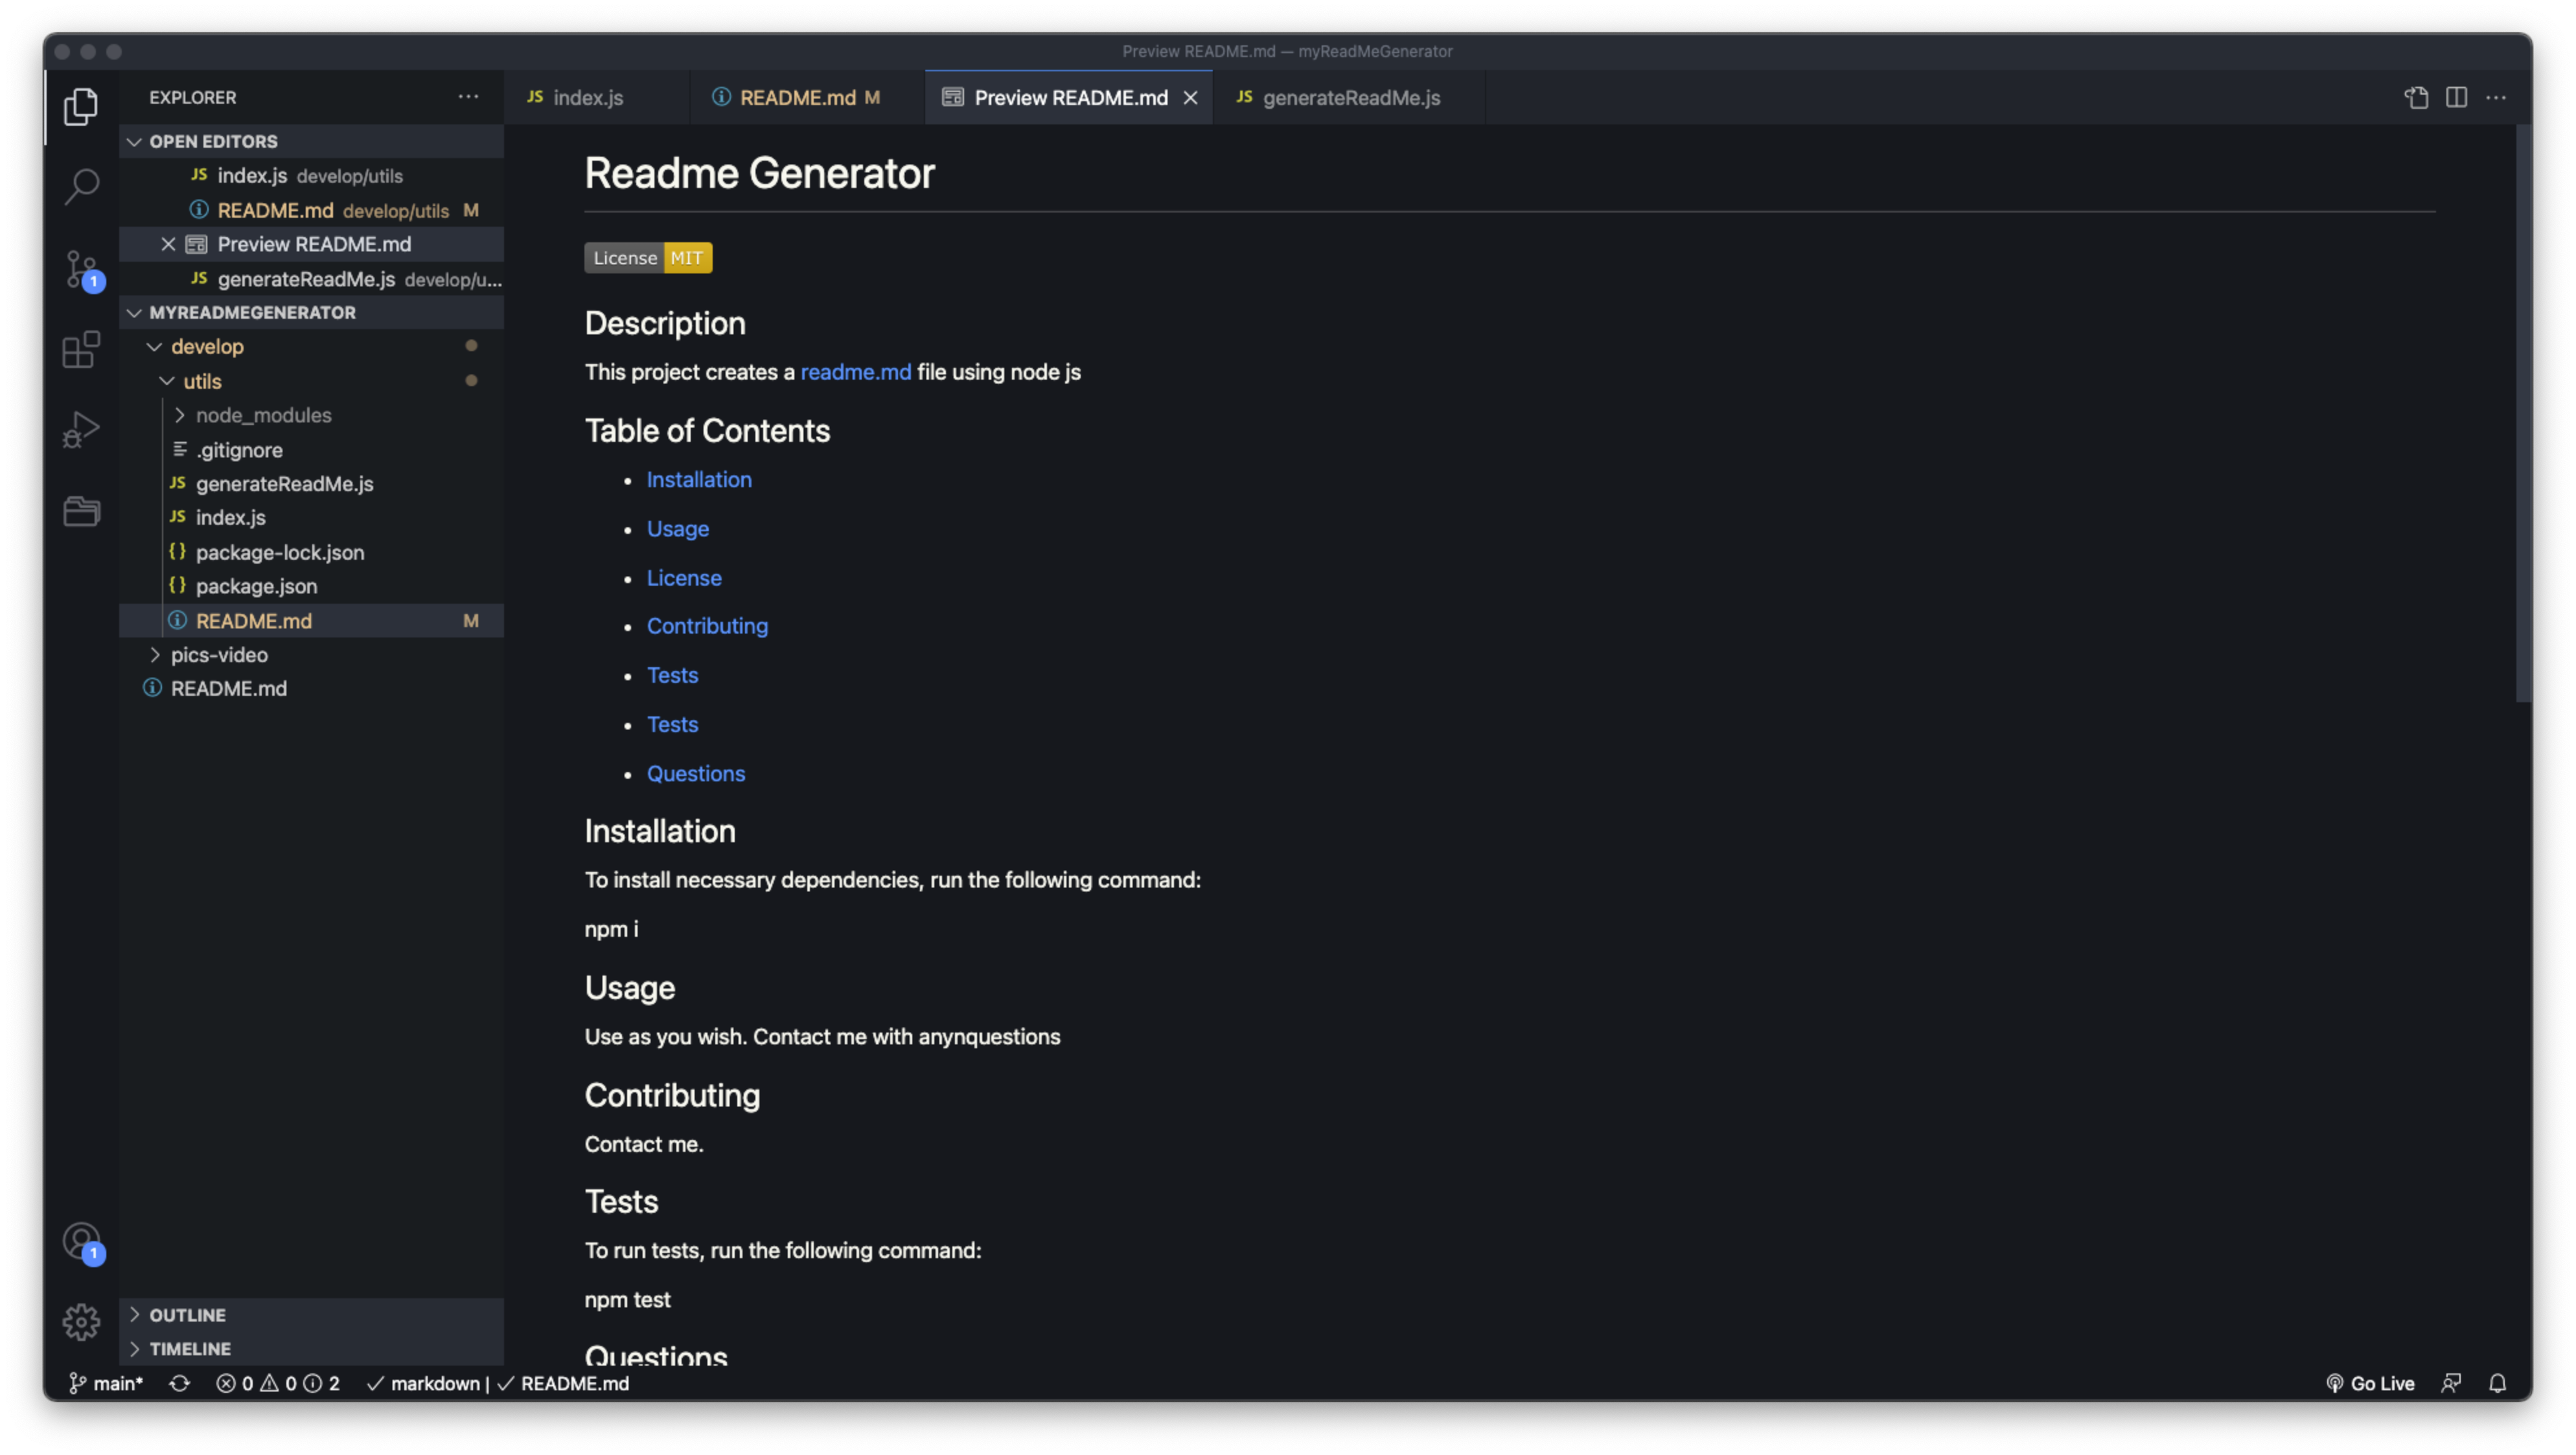 Preview README.md — myReadMeGenerator
EXPLORER
JS index.js
README.md M
Preview README.md
JS generateReadMe.js
OPEN EDITORS
JS index.js develop/utils
README.md develop/utils M
Preview README.md
JS generateReadMe.js develop/u...
MYREADMEGENERATOR
develop
utils
node_modules
.gitignore
JS generateReadMe.js
JS index.js
{} package-lock.json
{} package.json
README.md M
pics-video
README.md
OUTLINE
TIMELINE
1
1
Readme Generator
License MIT
Description
This project creates a readme.md file using node js
Table of Contents
• Installation
• Usage
• License
• Contributing
• Tests
• Tests
• Questions
Installation
To install necessary dependencies, run the following command:
npm i
Usage
Use as you wish. Contact me with anynquestions
Contributing
Contact me.
Tests
To run tests, run the following command:
npm test
Questions
main* 0 0 2 markdown | README.md Go Live